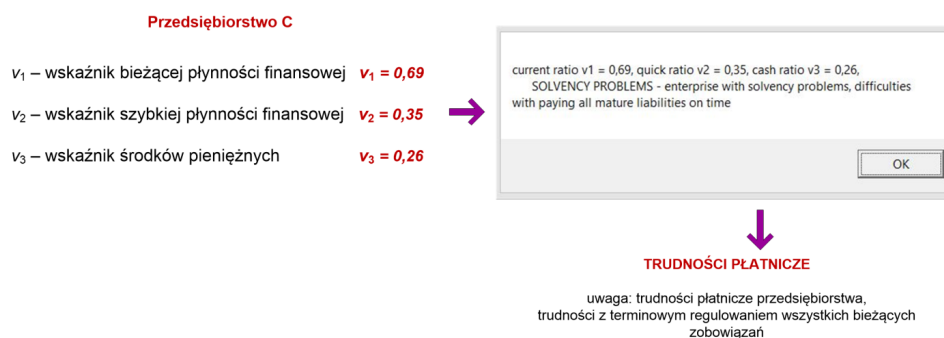 Przedsiębiorstwo C
v1 – wskaźnik bieżącej płynności finansowej v1 = 0,69
v2 – wskaźnik szybkiej płynności finansowej v2 = 0,35
v3 – wskaźnik środków pieniężnych v3 = 0,26
current ratio v1 = 0,69, quick ratio v2 = 0,35, cash ratio v3 = 0,26,
SOLVENCY PROBLEMS - enterprise with solvency problems, difficulties
with paying all mature liabilities on time
OK
TRUDNOŚCI PŁATNICZE
uwaga: trudności płatnicze przedsiębiorstwa,
trudności z terminowym regulowaniem wszystkich bieżących
zobowiązań